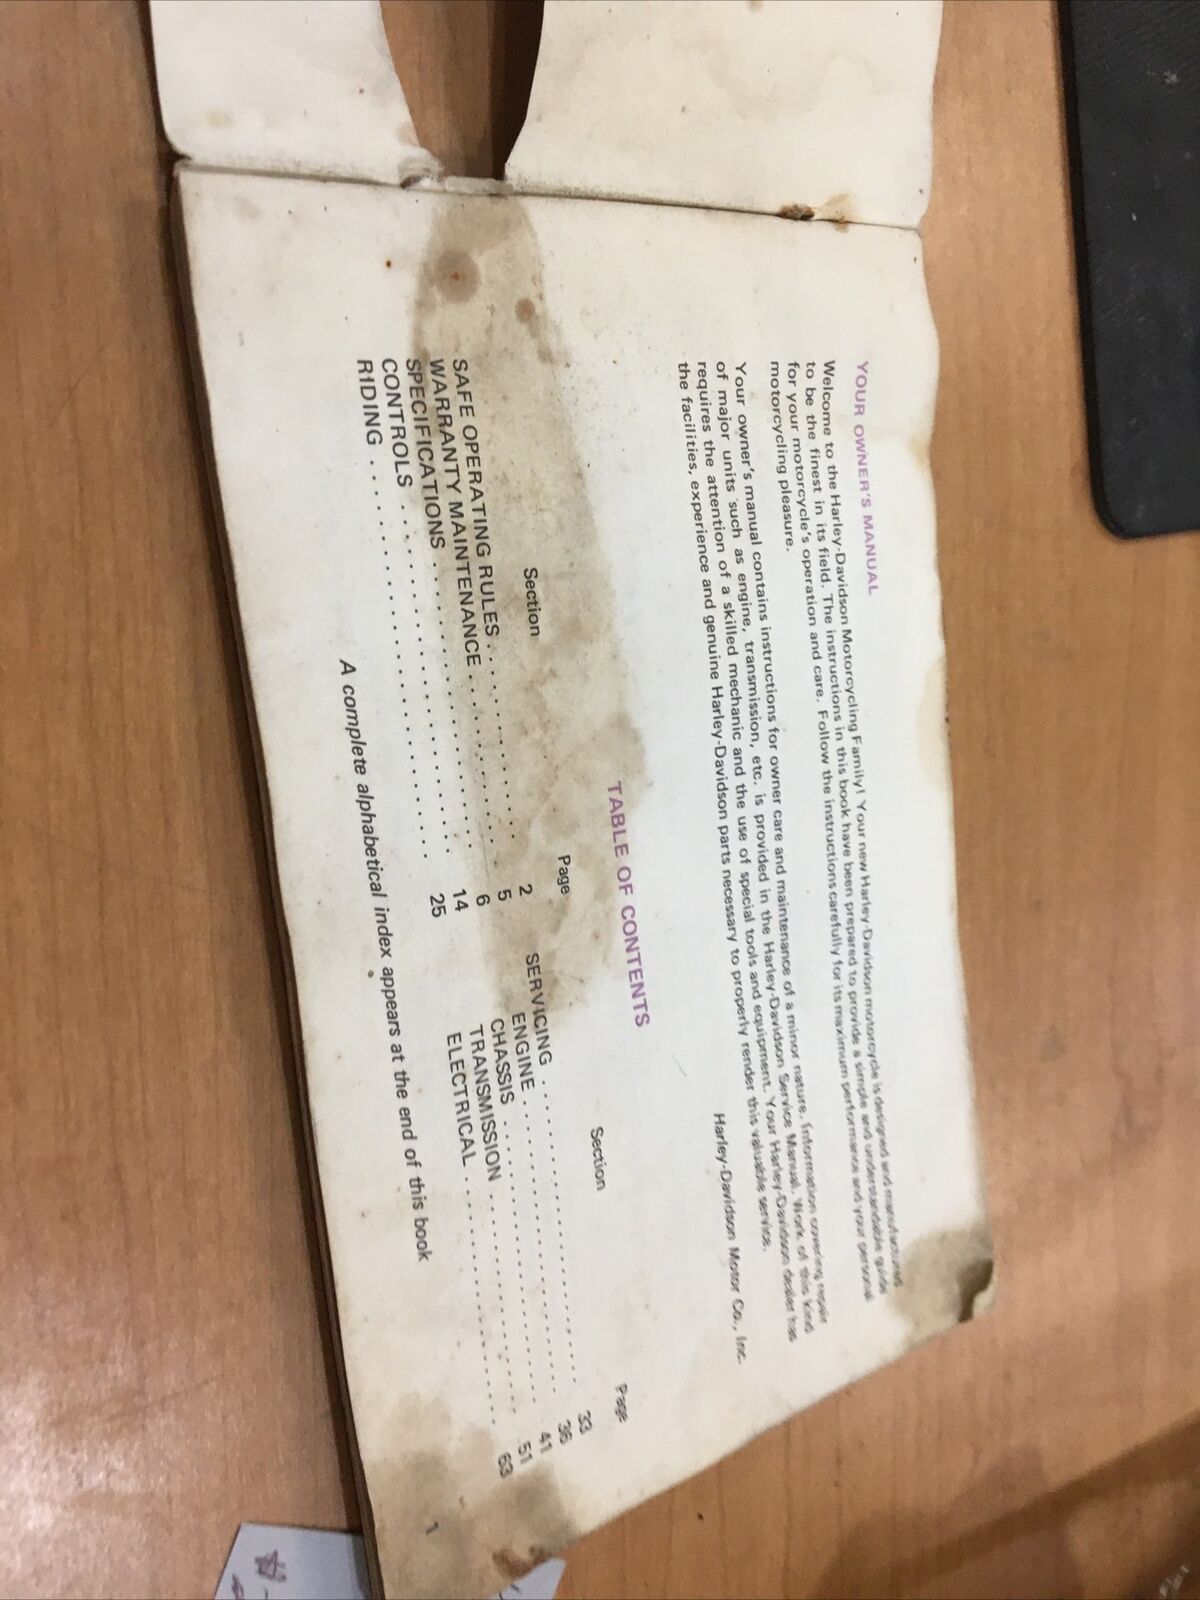 YOUR OWNER'S MANUAL
Welcome to the Harley-Davidson Motorcycling Family! Your new Harley-Davidson motorcycle is designed and manufactured
to be the finest in its field. The instructions in this book have been prepared to provide a simple and understandable guide
for your motorcycle's operation and care. Follow the instructions carefully for its maximum performance and your personal
motorcycling pleasure.
Your owner's manual contains instructions for owner care and maintenance of a minor nature. Information covering repair
of major units such as engine, transmission, etc. is provided in the Harley-Davidson Service Manual. Work of this kind
requires the attention of a skilled mechanic and the use of special tools and equipment. Your Harley-Davidson dealer has
the facilities, experience and genuine Harley-Davidson parts necessary to properly render this valuable service.
Harley-Davidson Motor Co., Inc.
TABLE OF CONTENTS
Section Page
SAFE OPERATING RULES . . . . . . . . . . . . 2
WARRANTY MAINTENANCE . . . . . . . . . . . 5
SPECIFICATIONS . . . . . . . . . . . . . . . . . 6
CONTROLS . . . . . . . . . . . . . . . . . . . . 14
RIDING . . . . . . . . . . . . . . . . . . . . . . 25
Section Page
SERVICING . . . . . . . . . . . . . . . . . . . . 33
ENGINE . . . . . . . . . . . . . . . . . . . . . . 36
CHASSIS . . . . . . . . . . . . . . . . . . . . . 41
TRANSMISSION . . . . . . . . . . . . . . . . . 51
ELECTRICAL . . . . . . . . . . . . . . . . . . . 63
A complete alphabetical index appears at the end of this book
1